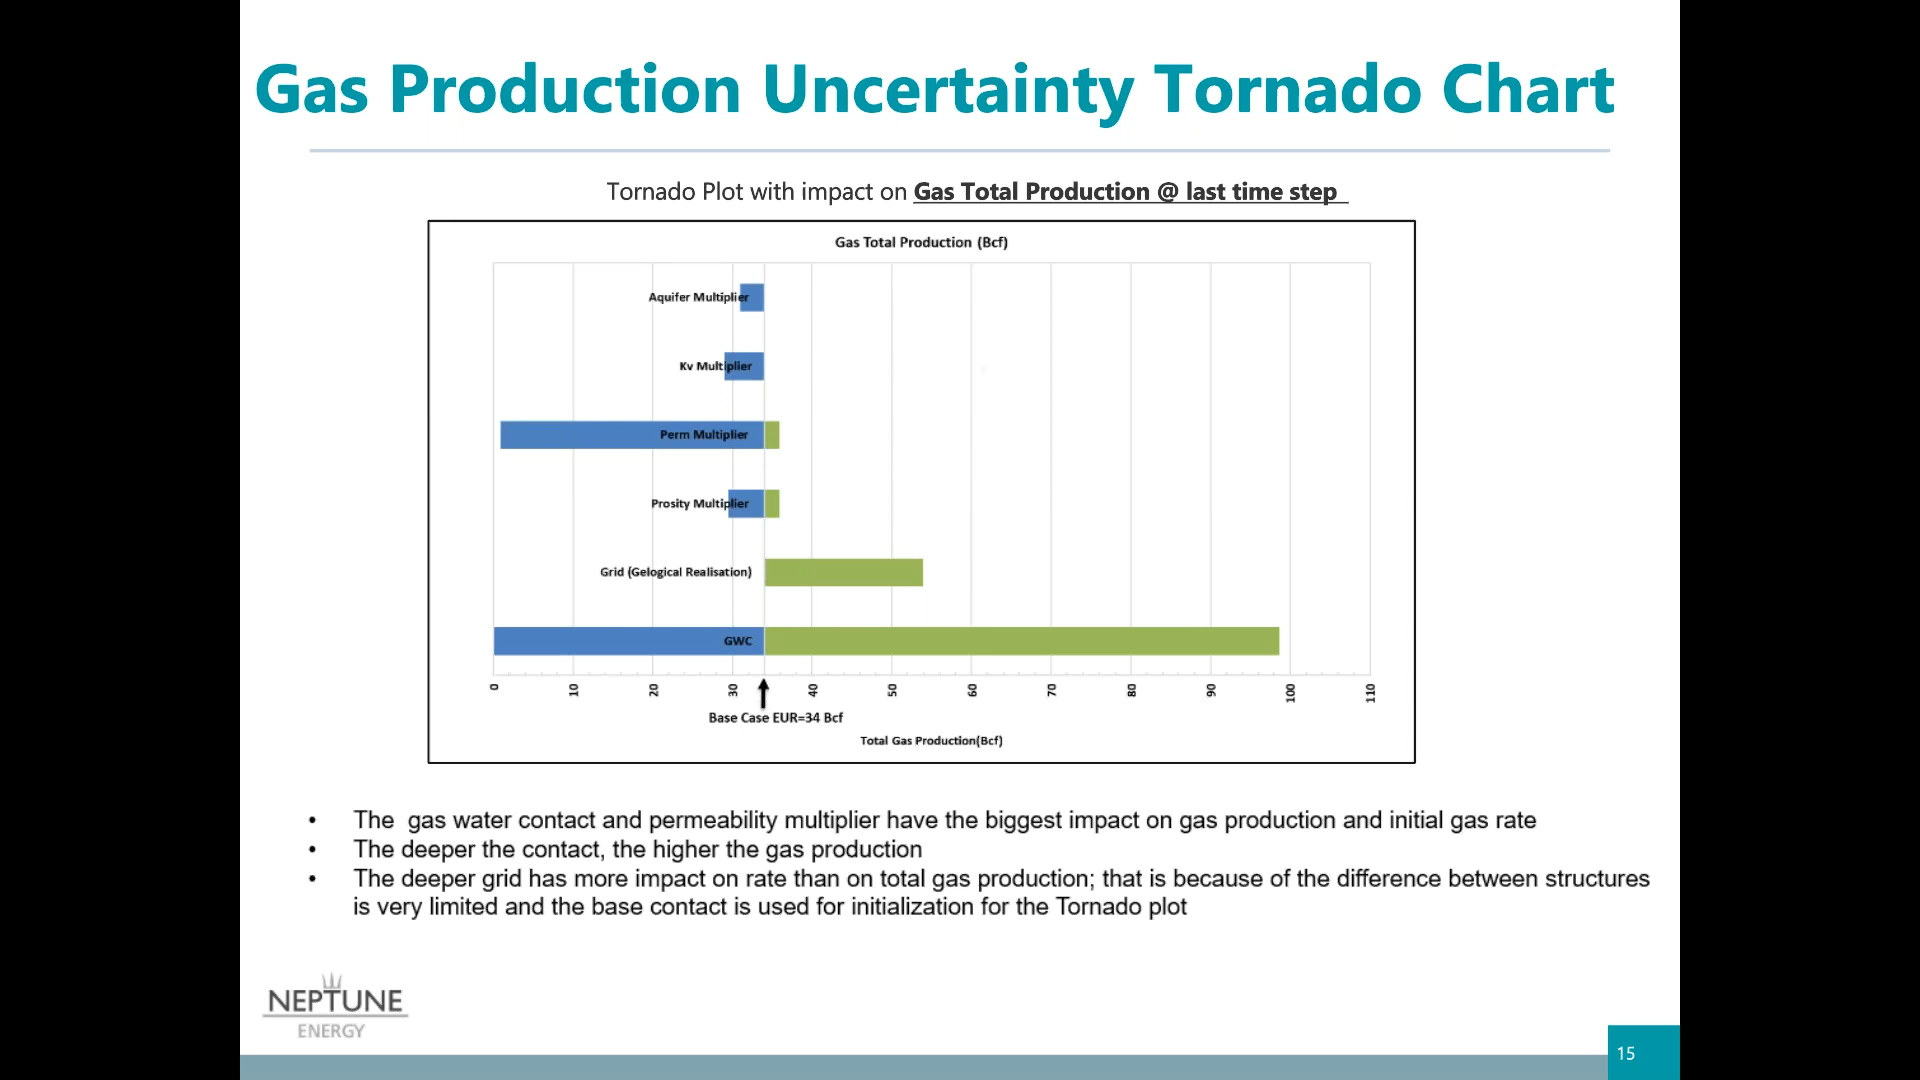 Gas Production Uncertainty Tornado Chart
Tornado Plot with impact on Gas Total Production @ last time step
Gas Total Production (Bcf)
Aquifer Multiplier
Kv Multiplier
Perm Multiplier
Prosity Multiplier
Grid (Gelogical Realisation)
GWC
0 10 20 30 40 50 60 70 80 90 100 110
Base Case EUR=34 Bcf
Total Gas Production(Bcf)
• The gas water contact and permeability multiplier have the biggest impact on gas production and initial gas rate
• The deeper the contact, the higher the gas production
• The deeper grid has more impact on rate than on total gas production; that is because of the difference between structures
is very limited and the base contact is used for initialization for the Tornado plot
NEPTUNE
ENERGY
15